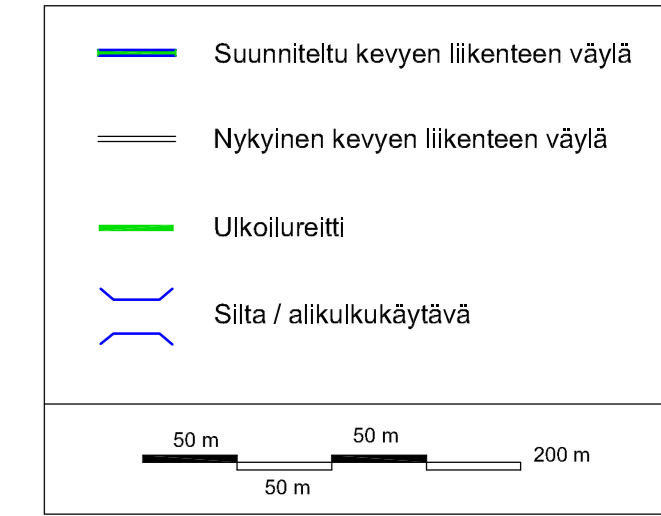 Suunniteltu kevyen liikenteen väylä
Nykyinen kevyen liikenteen väylä
Ulkoilureitti
Silta / alikulkukäytävä
50 m
50 m
200 m
50 m